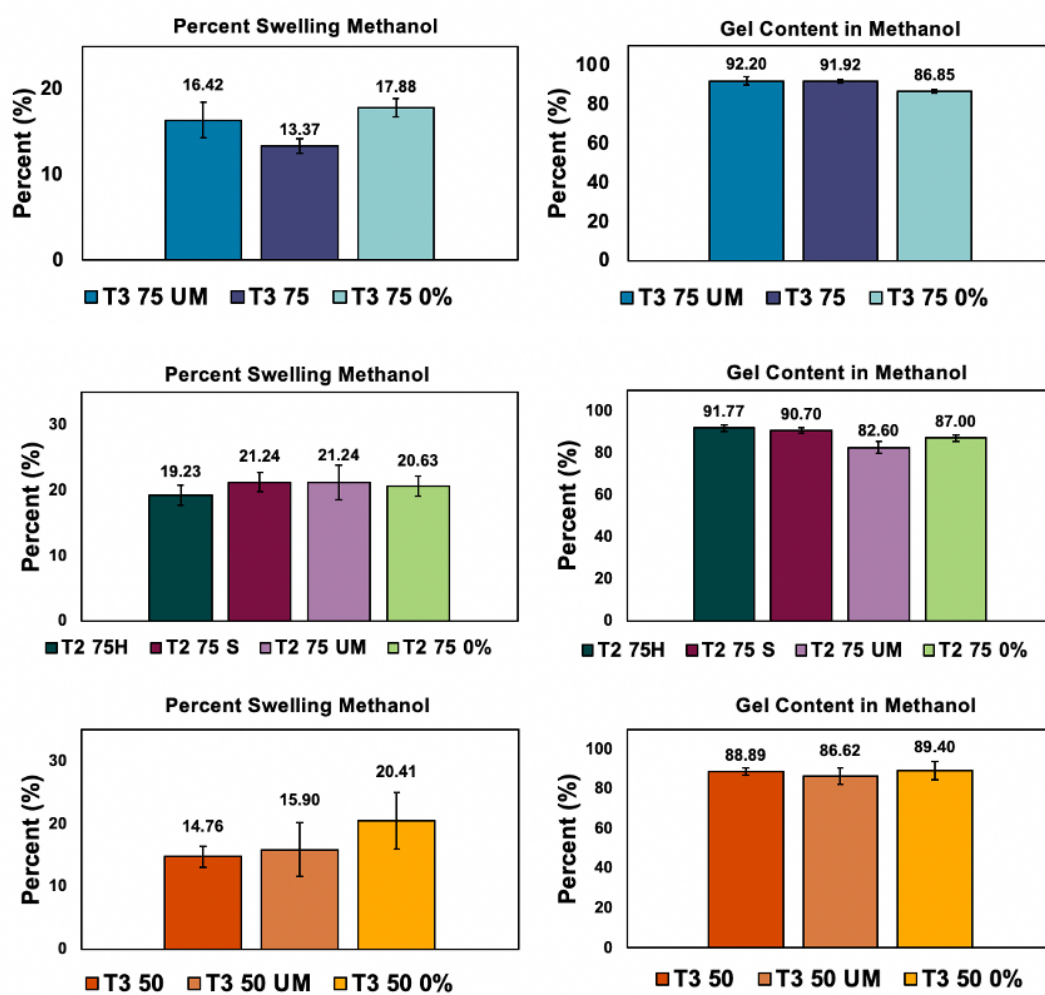 Percent Swelling Methanol
Percent (%)
20
10
0
16.42
13.37
17.88
T3 75 UM T3 75 T3 75 0%
Gel Content in Methanol
Percent (%)
100
80
60
40
20
0
92.20
91.92
86.85
T3 75 UM T3 75 T3 75 0%
Percent Swelling Methanol
Percent (%)
30
20
10
0
19.23
21.24
21.24
20.63
T2 75H T2 75 S T2 75 UM T2 75 0%
Gel Content in Methanol
Percent (%)
100
80
60
40
20
0
91.77
90.70
82.60
87.00
T2 75H T2 75 S T2 75 UM T2 75 0%
Percent Swelling Methanol
Percent (%)
30
20
10
0
14.76
15.90
20.41
T3 50 T3 50 UM T3 50 0%
Gel Content in Methanol
Percent (%)
100
80
60
40
20
0
88.89
86.62
89.40
T3 50 T3 50 UM T3 50 0%